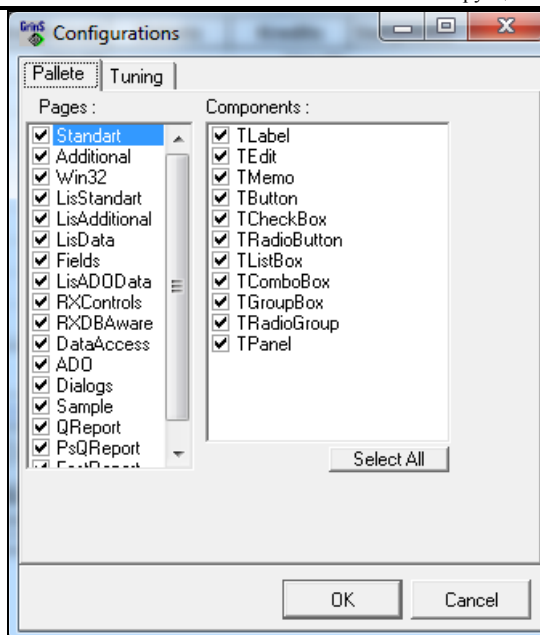 GrinS Configurations
Pallete Tuning
Pages : Components :
Standart
Additional
Win32
LisStandart
LisAdditional
LisData
Fields
LisADOData
RXControls
RXDBAware
DataAccess
ADO
Dialogs
Sample
QReport
PsQReport
TLabel
TEdit
TMemo
TButton
TCheckBox
TRadioButton
TListBox
TComboBox
TGroupBox
TRadioGroup
TPanel
Select All
OK Cancel